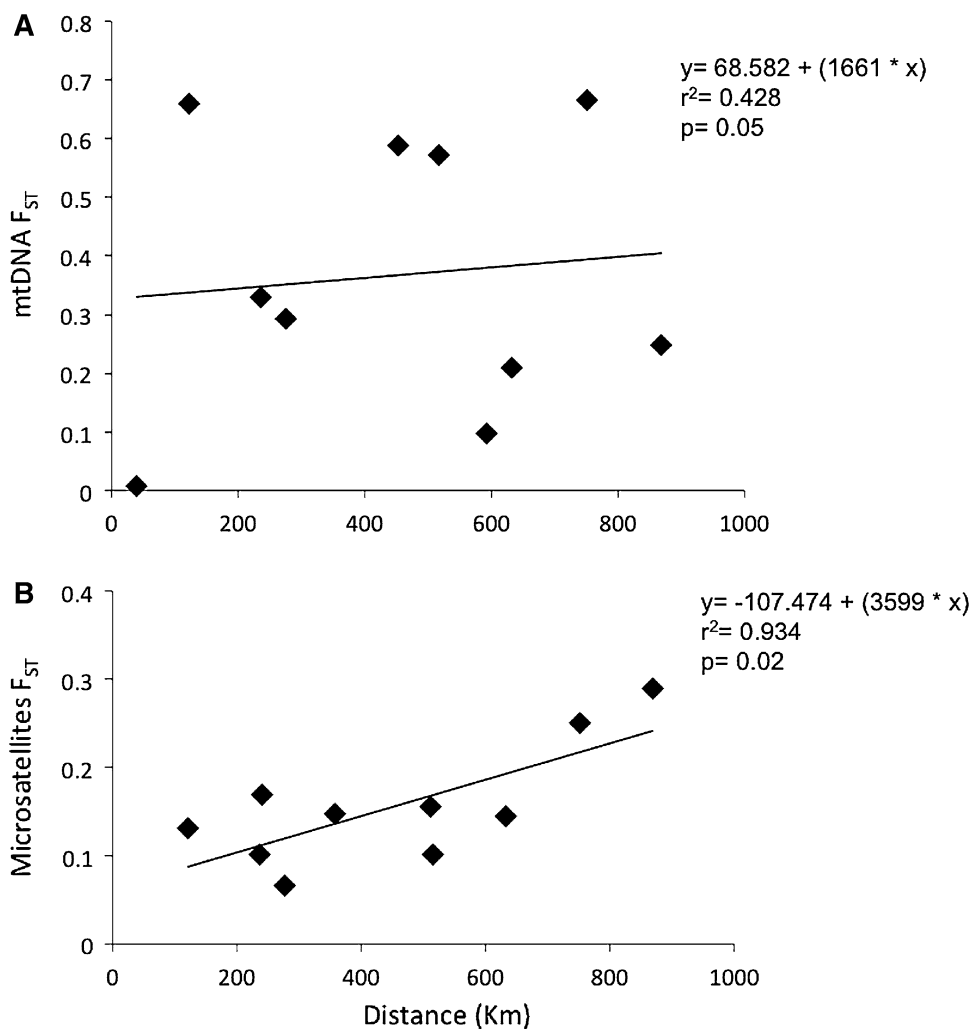 A
0.8
0.7
0.6
0.5
0.4
0.3
0.2
0.1
0
mtDNA F_ST
y= 68.582 + (1661 * x)
r²= 0.428
p= 0.05
0 200 400 600 800 1000
B
0.4
0.3
0.2
0.1
0
Microsatellites F_ST
y= -107.474 + (3599 * x)
r²= 0.934
p= 0.02
0 200 400 600 800 1000
Distance (Km)